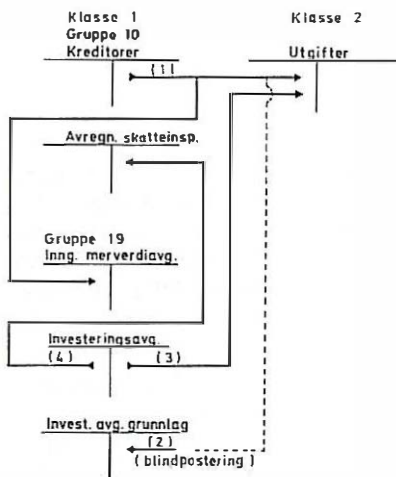 Klasse 1
Klasse 2
Gruppe 10
Kreditorer
Utgifter
(1)
Avregn. skatteinsp.
Gruppe 19
Inng. merverdiavg.
Investeringsavg.
(4)
(3)
Invest. avg. grunnlag
(2)
(blindpostering)